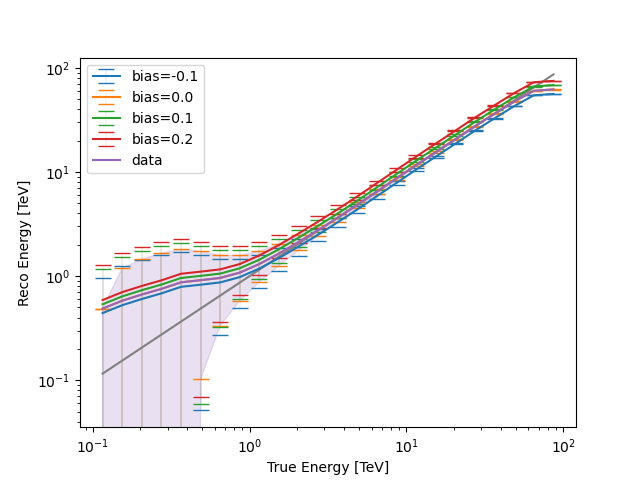 10²
10¹
10⁰
10⁻¹
Reco Energy [TeV]
bias=-0.1
bias=0.0
bias=0.1
bias=0.2
data
10⁻¹ 10⁰ 10¹ 10²
True Energy [TeV]